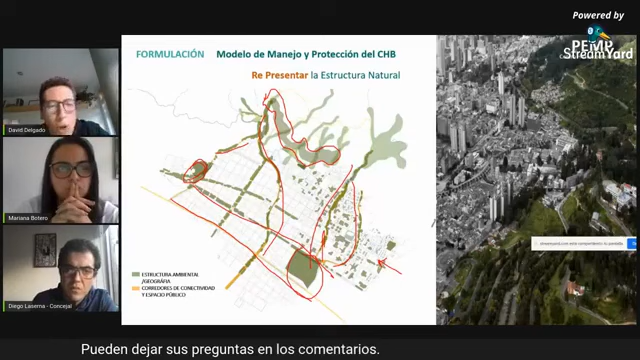 Powered by
PEMP
StreamYard
FORMULACIÓN Modelo de Manejo y Protección del CHB
Re Presentar la Estructura Natural
David Delgado
Mariana Botero
Diego Laserna - Concejal
ESTRUCTURA AMBIENTAL
/GEOGRAFÍA
CORREDORES DE CONECTIVIDAD
Y ESPACIO PÚBLICO
Pueden dejar sus preguntas en los comentarios.